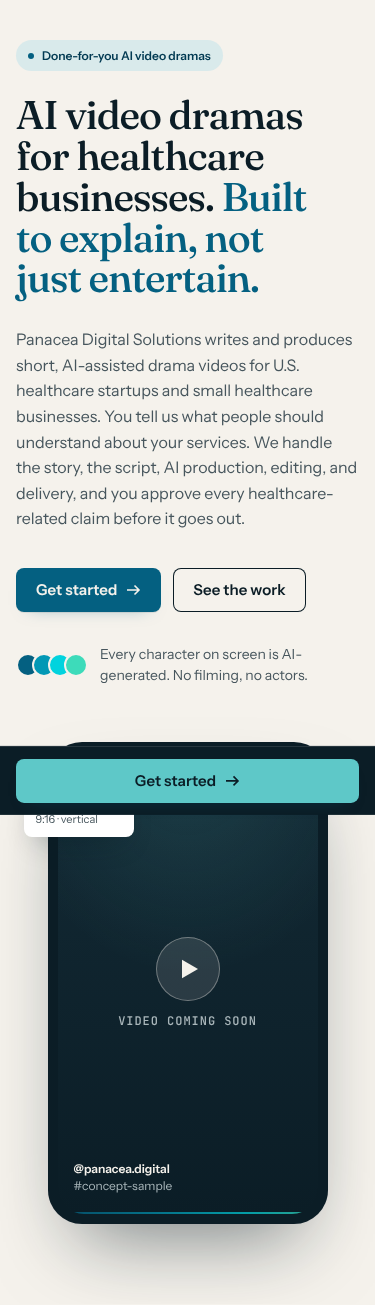 Done-for-you AI video dramas
AI video dramas
for healthcare
businesses. Built
to explain, not
just entertain.
Panacea Digital Solutions writes and produces
short, AI-assisted drama videos for U.S.
healthcare startups and small healthcare
businesses. You tell us what people should
understand about your services. We handle
the story, the script, AI production, editing, and
delivery, and you approve every healthcare-
related claim before it goes out.
Get started →
See the work
Every character on screen is AI-
generated. No filming, no actors.
Get started →
9:16 · vertical
VIDEO COMING SOON
@panacea.digital
#concept-sample